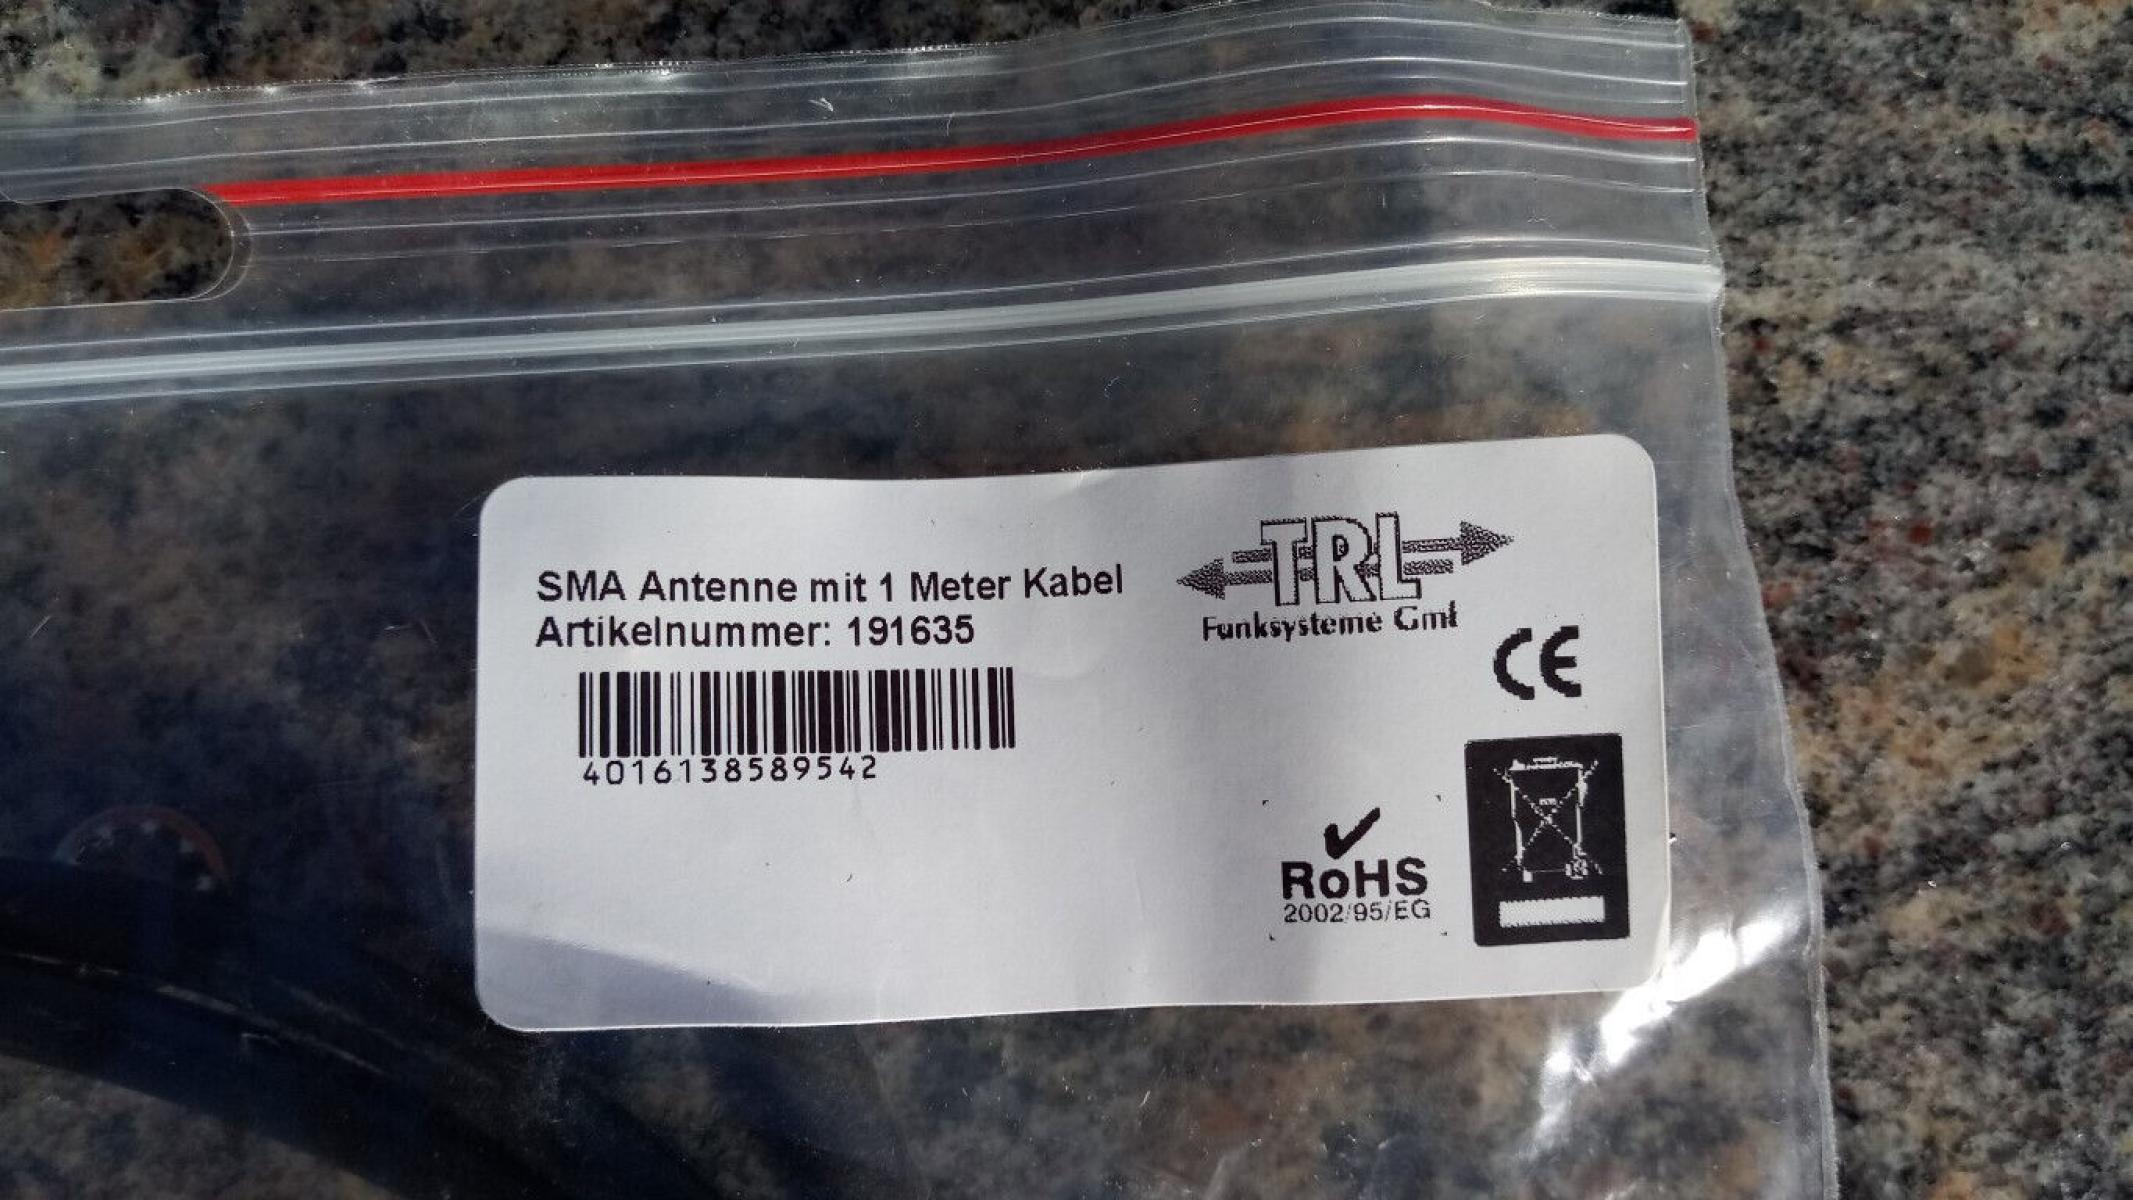 SMA Antenne mit 1 Meter Kabel
Artikelnummer: 191635
4016138589542
TRL
Funksysteme Gml
CE
RoHS
2002/95/EG